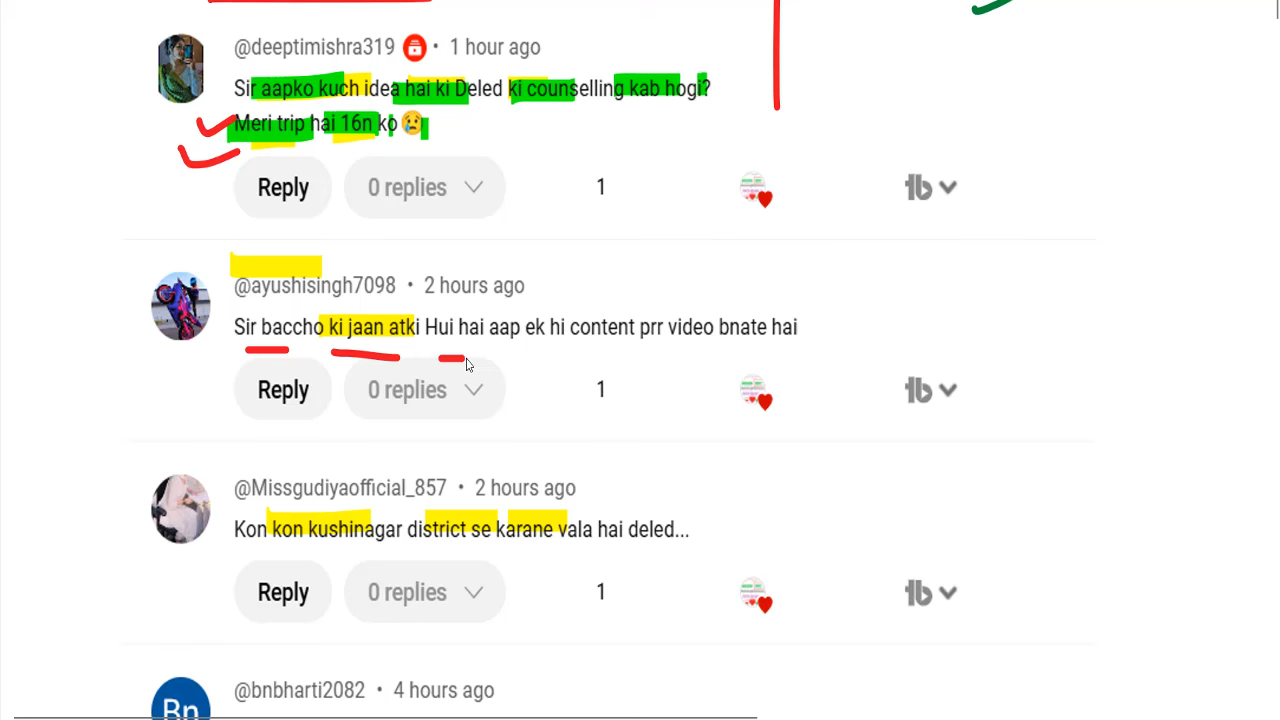 @deeptimishra319 • 1 hour ago
Sir aapko kuch idea hai ki Deled ki counselling kab hogi?
Meri trip hai 16n ko 😢
Reply 0 replies 1
@ayushisingh7098 • 2 hours ago
Sir baccho ki jaan atki Hui hai aap ek hi content prr video bnate hai
Reply 0 replies 1
@Missgudiyaofficial_857 • 2 hours ago
Kon kon kushinagar district se karane vala hai deled...
Reply 0 replies 1
@bnbharti2082 • 4 hours ago
Bn